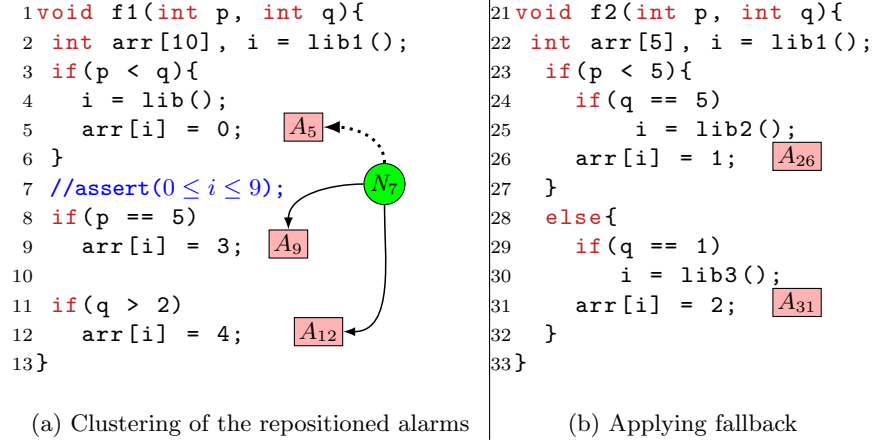 1 void f1(int p, int q){
2 int arr[10], i = lib1();
3 if(p < q){
4 i = lib();
5 arr[i] = 0; A5
6 }
7 //assert(0 ≤ i ≤ 9); N7
8 if(p == 5)
9 arr[i] = 3; A9
10
11 if(q > 2)
12 arr[i] = 4; A12
13 }
(a) Clustering of the repositioned alarms
21 void f2(int p, int q){
22 int arr[5], i = lib1();
23 if(p < 5){
24 if(q == 5)
25 i = lib2();
26 arr[i] = 1; A26
27 }
28 else{
29 if(q == 1)
30 i = lib3();
31 arr[i] = 2; A31
32 }
33 }
(b) Applying fallback